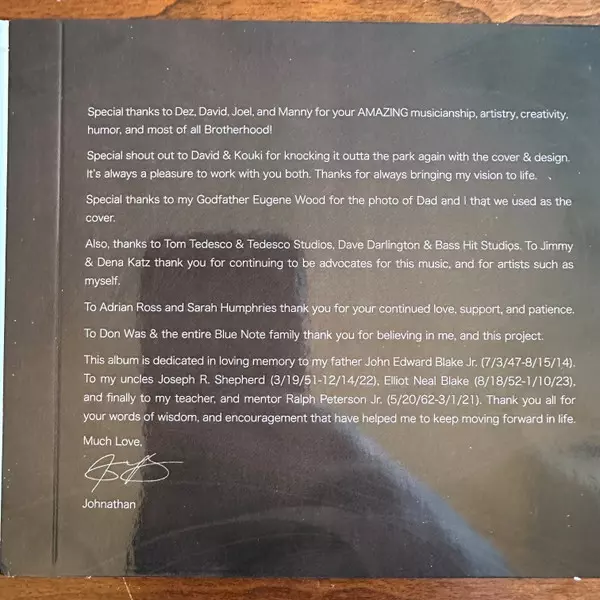 Special thanks to Dez, David, Joel, and Manny for your AMAZING musicianship, artistry, creativity,
humor, and most of all Brotherhood!
Special shout out to David & Kouki for knocking it outta the park again with the cover & design.
It's always a pleasure to work with you both. Thanks for always bringing my vision to life.
Special thanks to my Godfather Eugene Wood for the photo of Dad and I that we used as the
cover.
Also, thanks to Tom Tedesco & Tedesco Studios, Dave Darlington & Bass Hit Studios. To Jimmy
& Dena Katz thank you for continuing to be advocates for this music, and for artists such as
myself.
To Adrian Ross and Sarah Humphries thank you for your continued love, support, and patience.
To Don Was & the entire Blue Note family thank you for believing in me, and this project.
This album is dedicated in loving memory to my father John Edward Blake Jr. (7/3/47-8/15/14).
To my uncles Joseph R. Shepherd (3/19/51-12/14/22), Elliot Neal Blake (8/18/52-1/10/23),
and finally to my teacher, and mentor Ralph Peterson Jr. (5/20/62-3/1/21). Thank you all for
your words of wisdom, and encouragement that have helped me to keep moving forward in life.
Much Love,
Johnathan